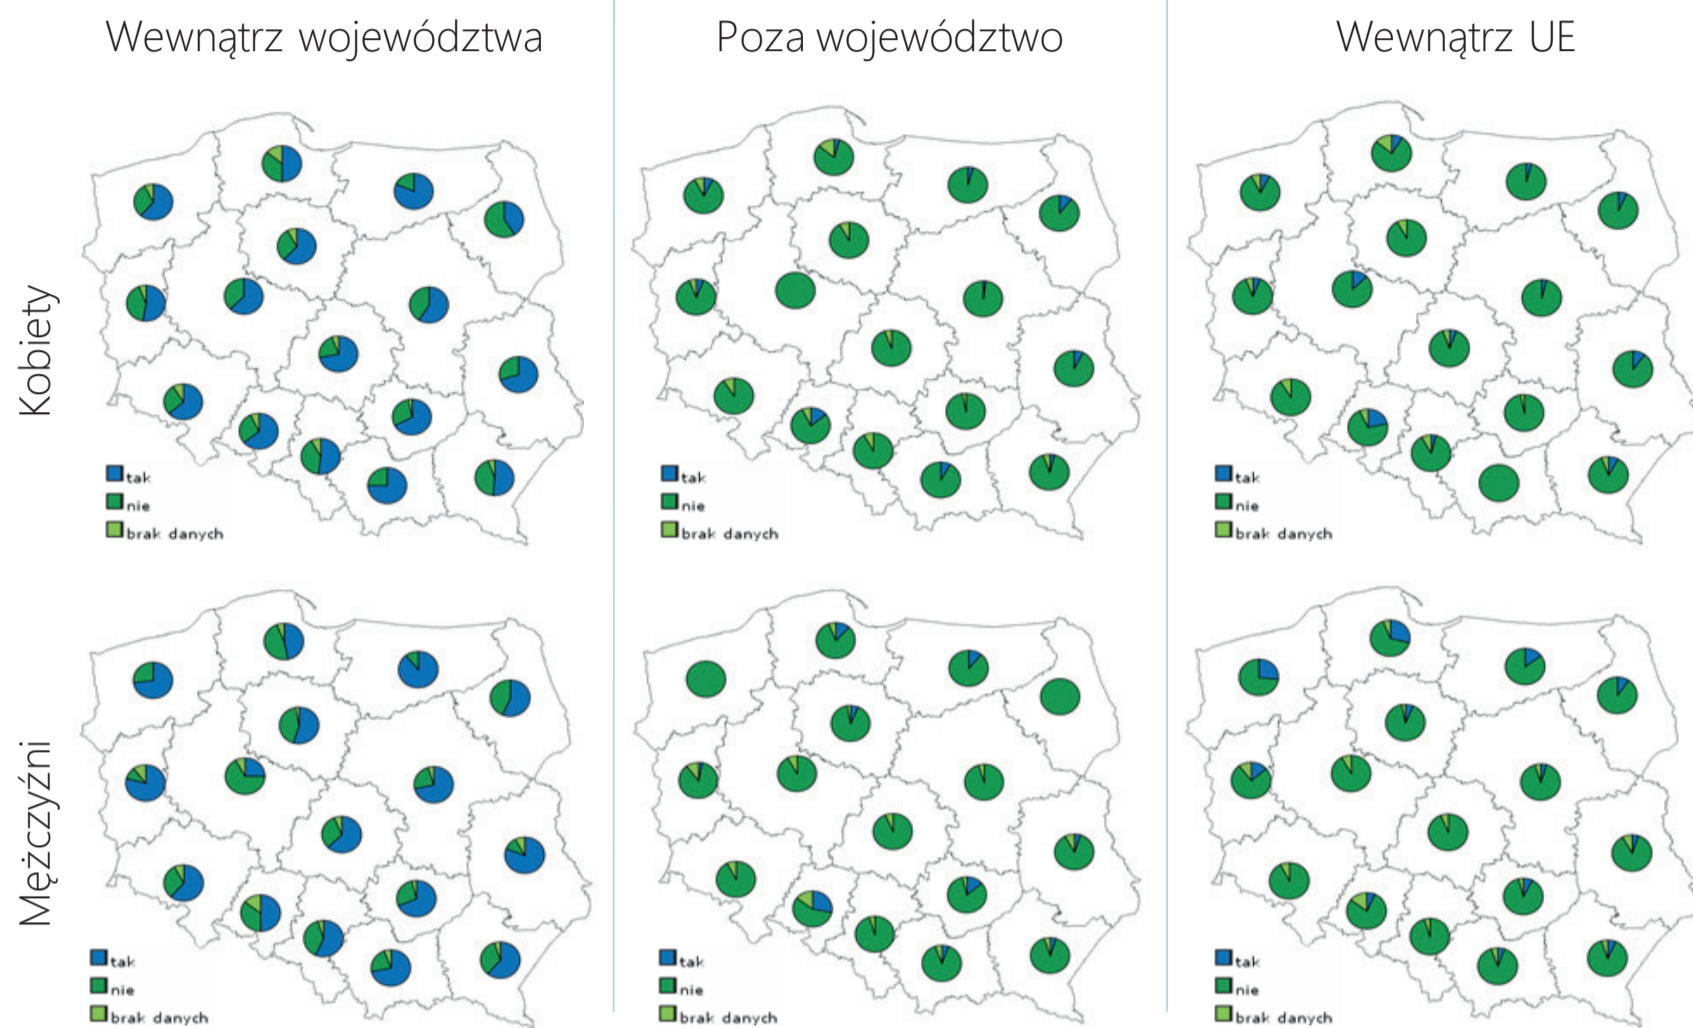 Wewnątrz województwa
Poza województwo
Wewnątrz UE
Kobiety
tak
nie
brak danych
tak
nie
brak danych
tak
nie
brak danych
Mężczyźni
tak
nie
brak danych
tak
nie
brak danych
tak
nie
brak danych